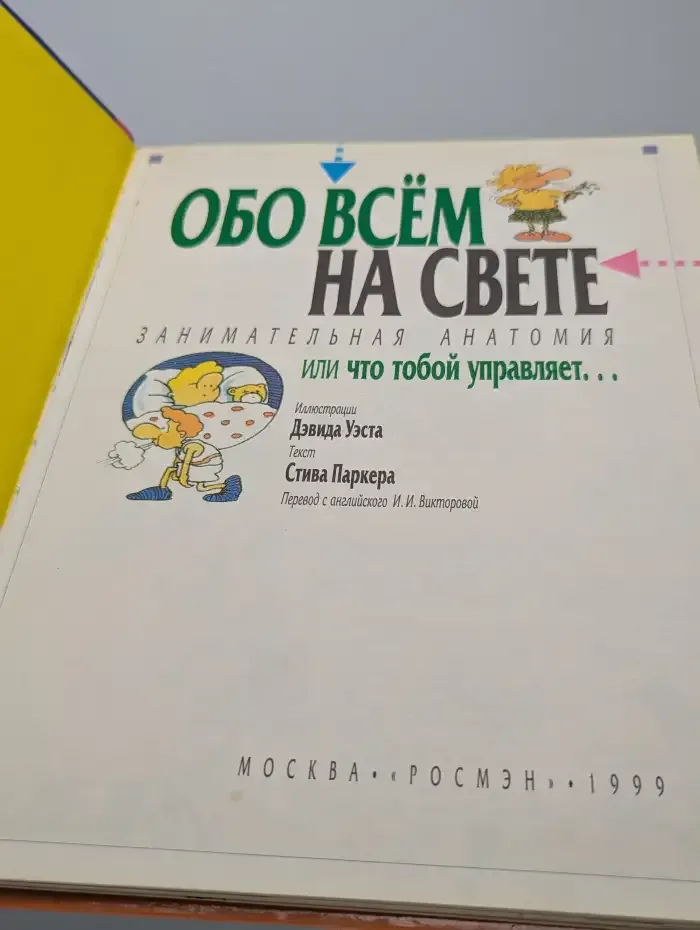 ОБО ВСЁМ
НА СВЕТЕ
ЗАНИМАТЕЛЬНАЯ АНАТОМИЯ
ИЛИ что тобой управляет...
Иллюстрации
Дэвида Уэста
Текст
Стива Паркера
Перевод с английского И. И. Викторовой
МОСКВА • «РОСМЭН» • 1999